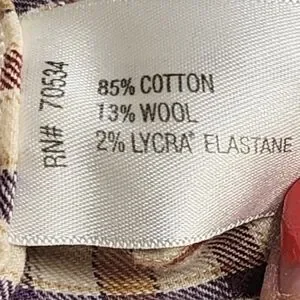 RN# 70534
85% COTTON
13% WOOL
2% LYCRA® ELASTANE